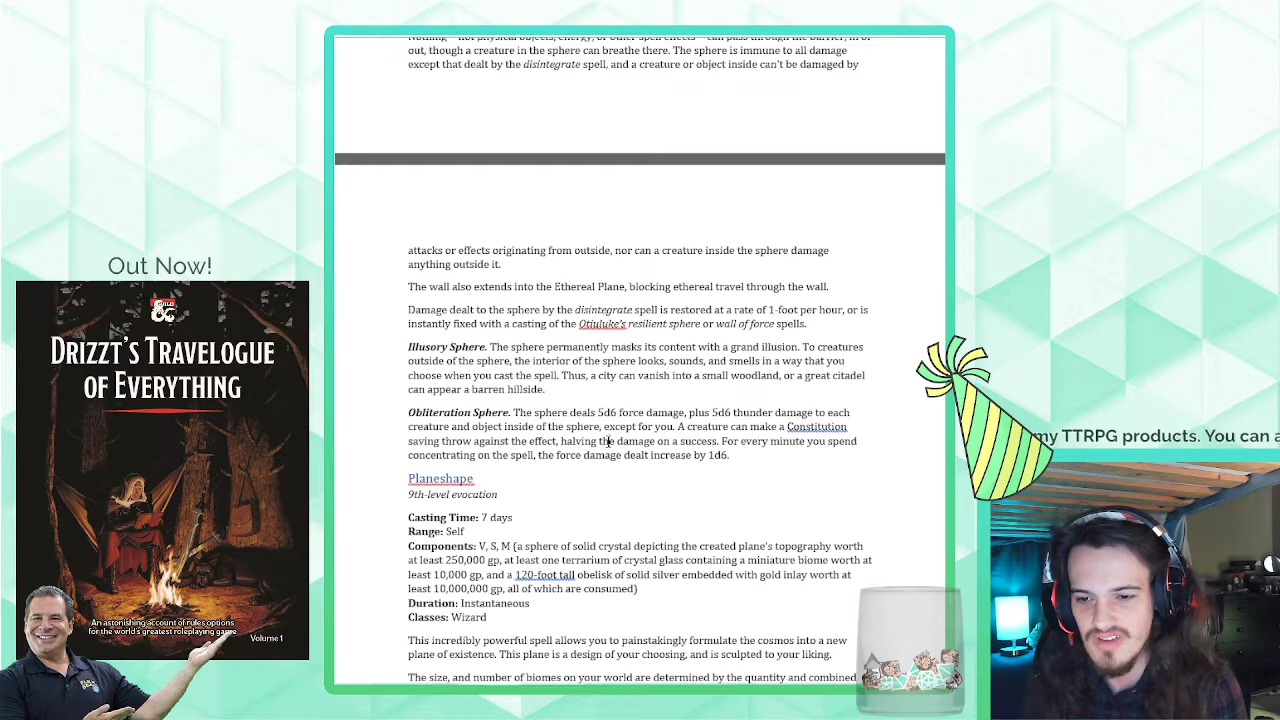 Nothing – not physical objects, energy, or other spell effects – can pass through the barrier, in or
out, though a creature in the sphere can breathe there. The sphere is immune to all damage
except that dealt by the disintegrate spell, and a creature or object inside can't be damaged by
attacks or effects originating from outside, nor can a creature inside the sphere damage
anything outside it.
The wall also extends into the Ethereal Plane, blocking ethereal travel through the wall.
Damage dealt to the sphere by the disintegrate spell is restored at a rate of 1-foot per hour, or is
instantly fixed with a casting of the Otiuluke's resilient sphere or wall of force spells.
Illusory Sphere. The sphere permanently masks its content with a grand illusion. To creatures
outside of the sphere, the interior of the sphere looks, sounds, and smells in a way that you
choose when you cast the spell. Thus, a city can vanish into a small woodland, or a great citadel
can appear a barren hillside.
Obliteration Sphere. The sphere deals 5d6 force damage, plus 5d6 thunder damage to each
creature and object inside of the sphere, except for you. A creature can make a Constitution
saving throw against the effect, halving the damage on a success. For every minute you spend
concentrating on the spell, the force damage dealt increase by 1d6.
Planeshape
9th-level evocation
Casting Time: 7 days
Range: Self
Components: V, S, M (a sphere of solid crystal depicting the created plane's topography worth
at least 250,000 gp, at least one terrarium of crystal glass containing a miniature biome worth at
least 10,000 gp, and a 120-foot tall obelisk of solid silver embedded with gold inlay worth at
least 10,000,000 gp, all of which are consumed)
Duration: Instantaneous
Classes: Wizard
This incredibly powerful spell allows you to painstakingly formulate the cosmos into a new
plane of existence. This plane is a design of your choosing, and is sculpted to your liking.
The size, and number of biomes on your world are determined by the quantity and combined
Out Now!
DRIZZT'S TRAVELOGUE
OF EVERYTHING
An astonishing account of rules options
for the world's greatest roleplaying game
Volume 1
my TTRPG products. You can a